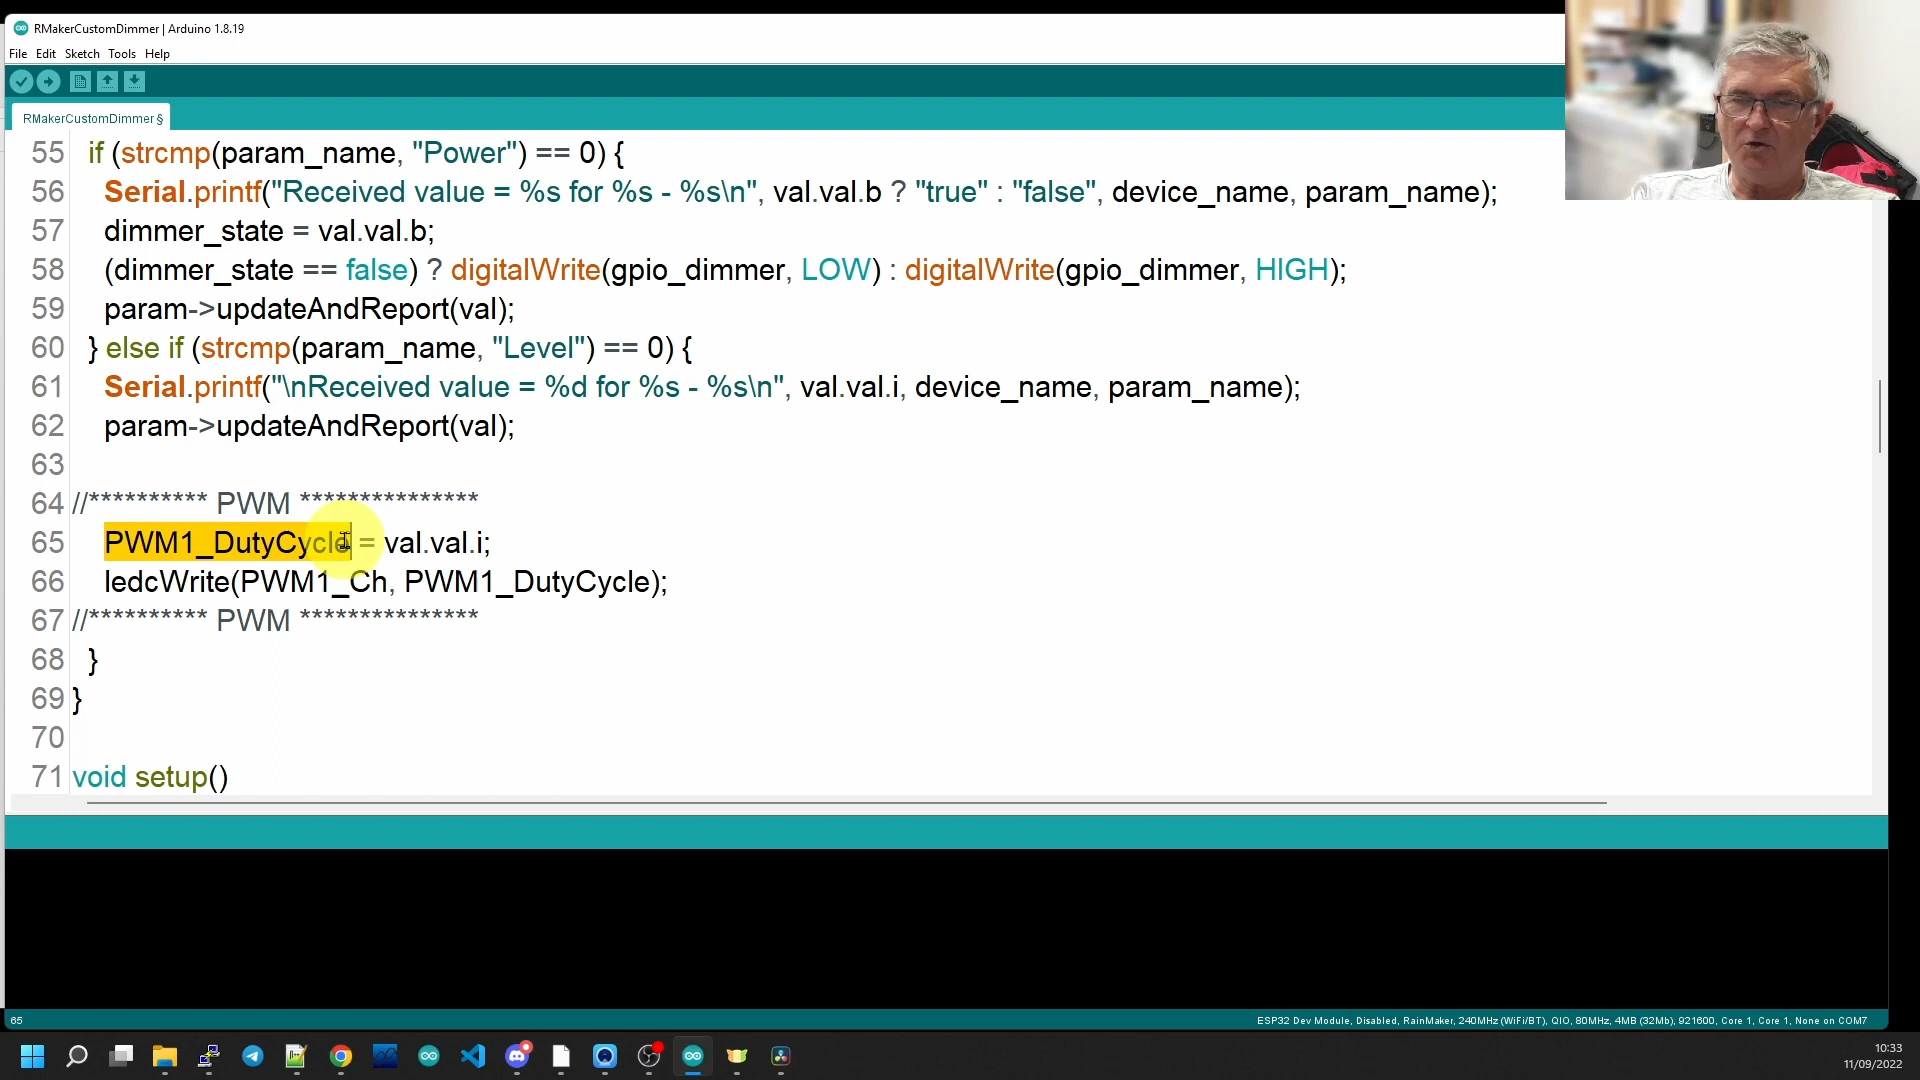 RMakerCustomDimmer | Arduino 1.8.19
File Edit Sketch Tools Help
RMakerCustomDimmer §
55 if (strcmp(param_name, "Power") == 0) {
56 Serial.printf("Received value = %s for %s - %s\n", val.val.b ? "true" : "false", device_name, param_name);
57 dimmer_state = val.val.b;
58 (dimmer_state == false) ? digitalWrite(gpio_dimmer, LOW) : digitalWrite(gpio_dimmer, HIGH);
59 param->updateAndReport(val);
60 } else if (strcmp(param_name, "Level") == 0) {
61 Serial.printf("\nReceived value = %d for %s - %s\n", val.val.i, device_name, param_name);
62 param->updateAndReport(val);
63
64 //********** PWM ***************
65 PWM1_DutyCycle = val.val.i;
66 ledcWrite(PWM1_Ch, PWM1_DutyCycle);
67 //********** PWM ***************
68 }
69 }
70
71 void setup()
65
ESP32 Dev Module, Disabled, RainMaker, 240MHz (WiFi/BT), QIO, 80MHz, 4MB (32Mb), 921600, Core 1, Core 1, None on COM7
10:33
11/09/2022